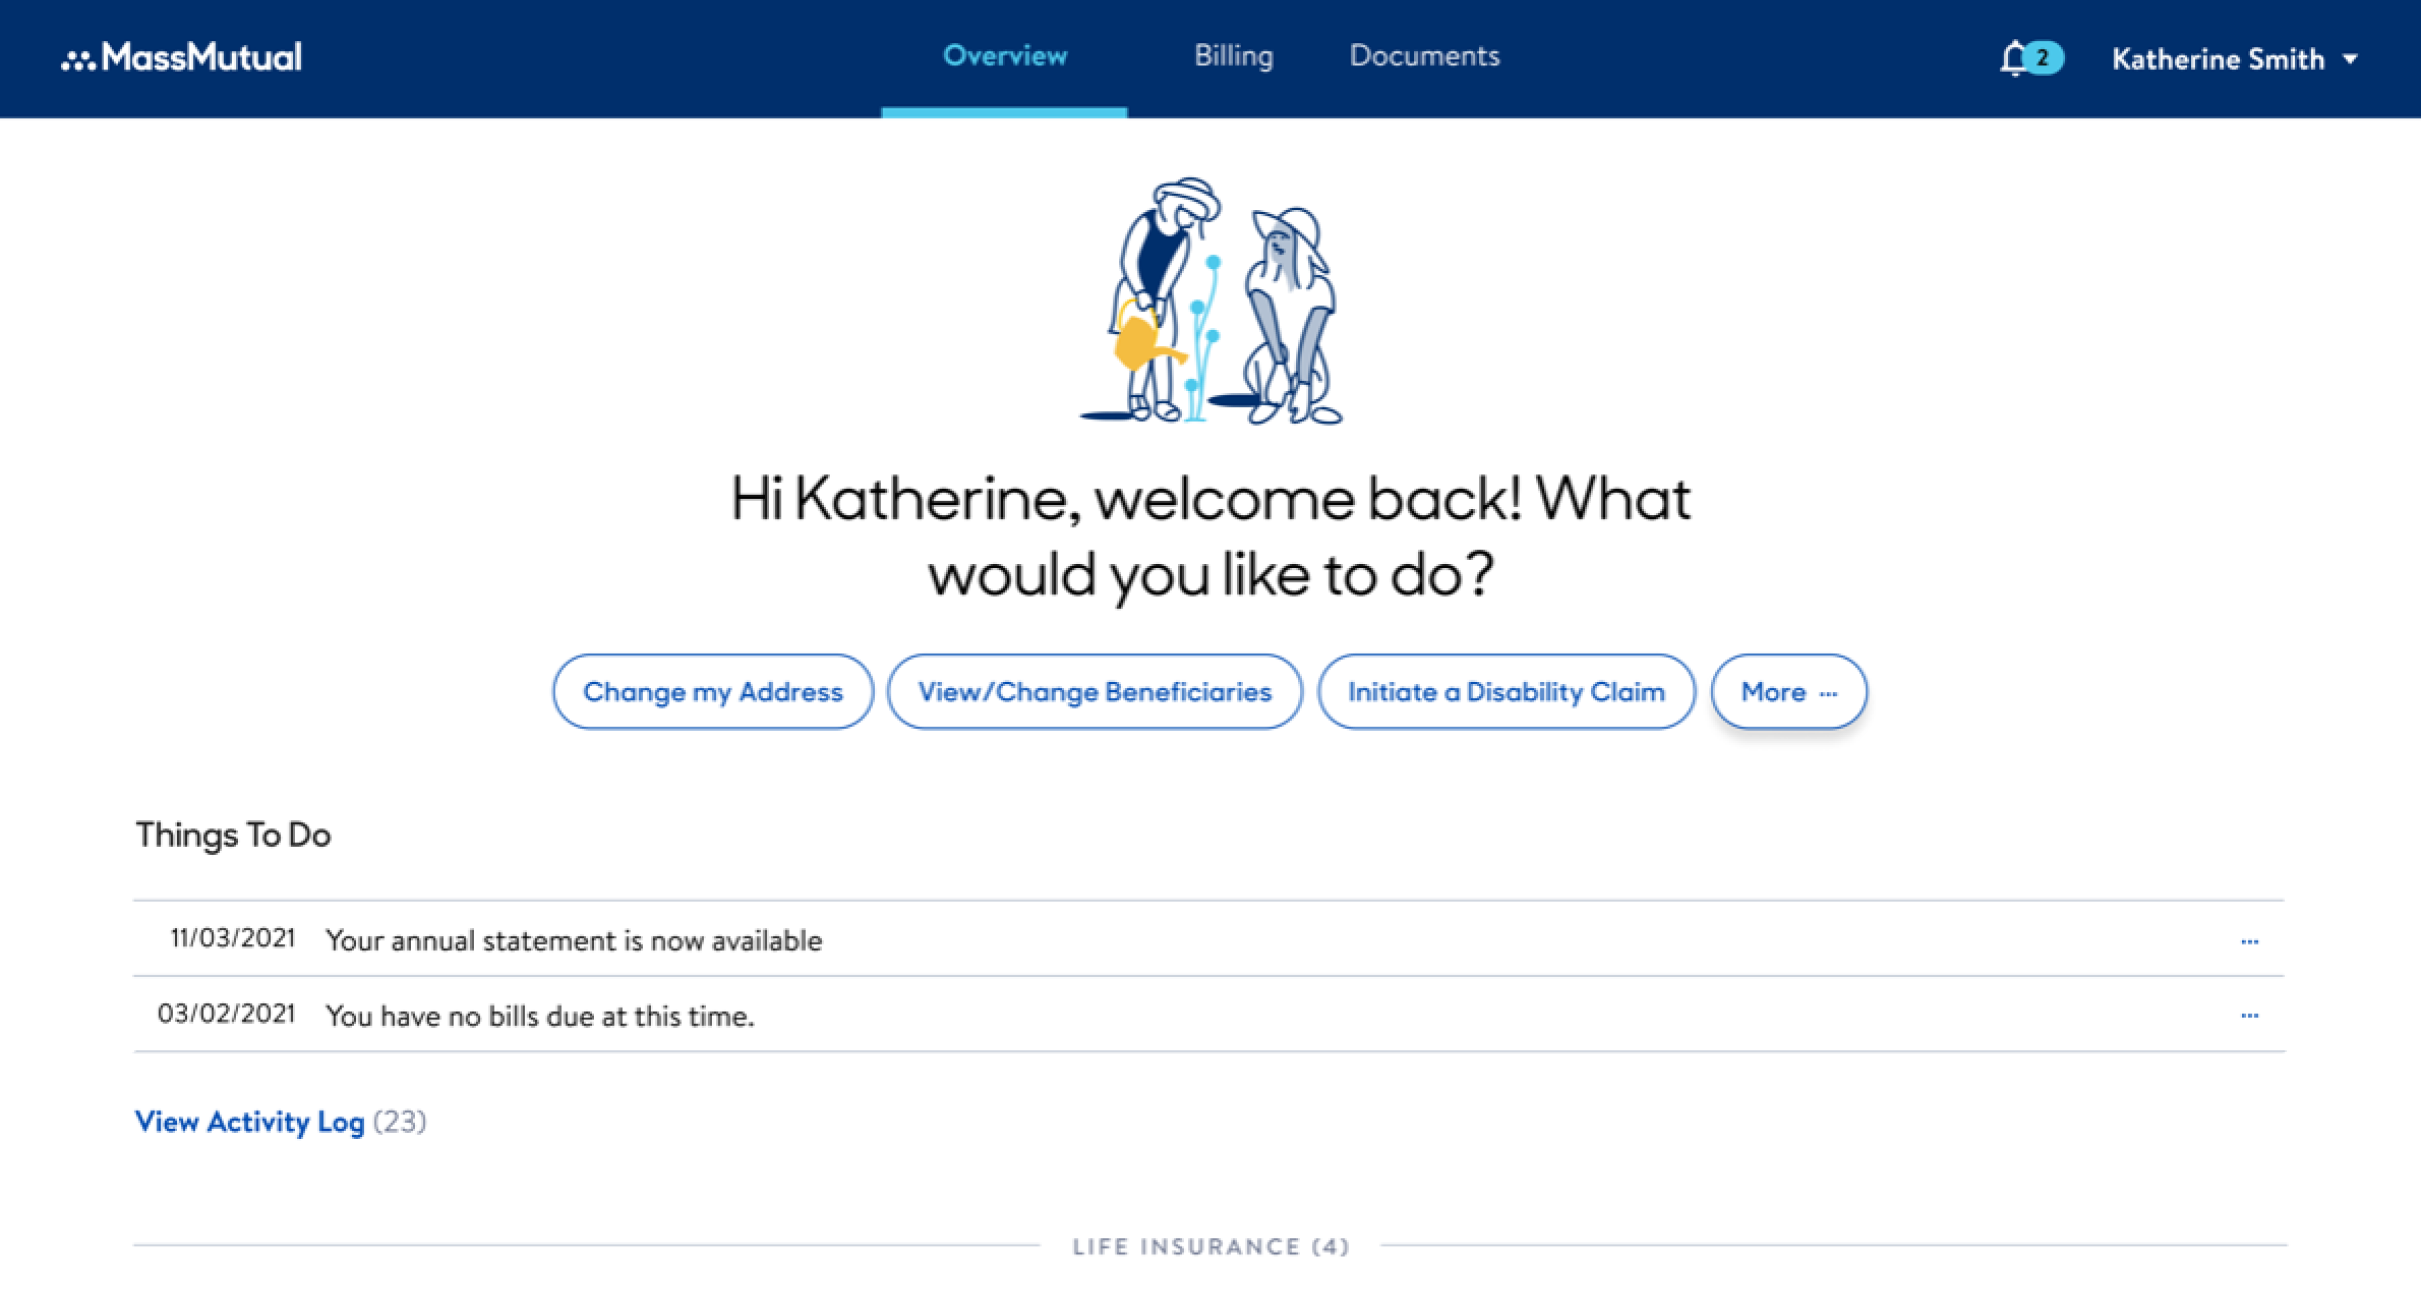 MassMutual
Overview Billing Documents
2 Katherine Smith
Hi Katherine, welcome back! What
would you like to do?
Change my Address View/Change Beneficiaries Initiate a Disability Claim More ...
Things To Do
11/03/2021 Your annual statement is now available ...
03/02/2021 You have no bills due at this time. ...
View Activity Log (23)
LIFE INSURANCE (4)